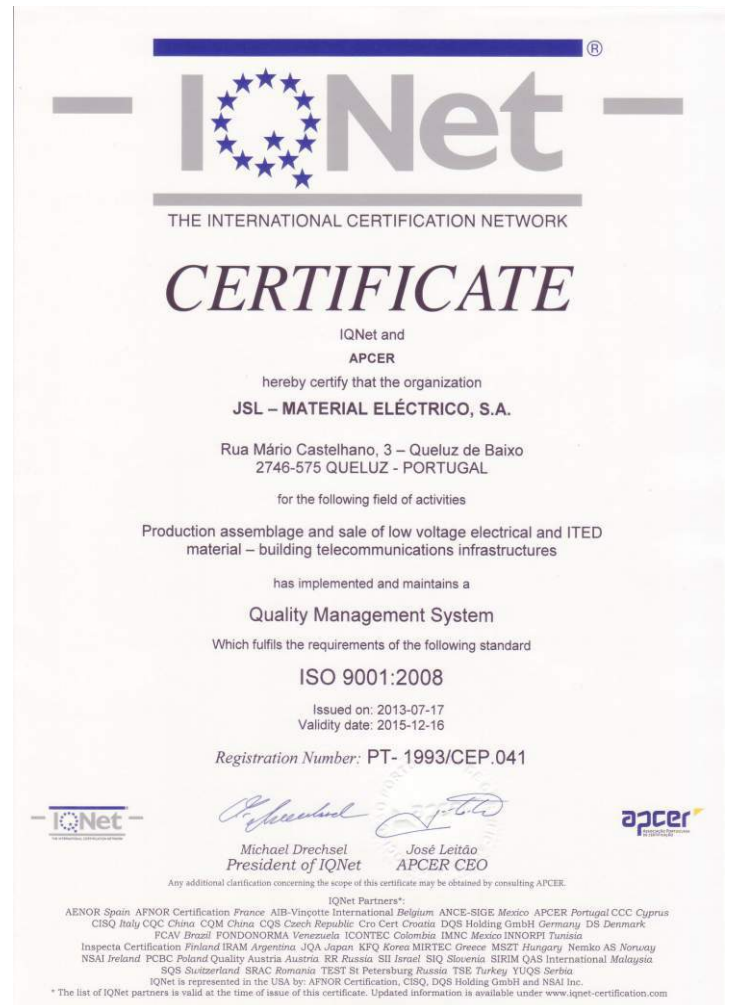 IQNet ®
THE INTERNATIONAL CERTIFICATION NETWORK
CERTIFICATE
IQNet and
APCER
hereby certify that the organization
JSL – MATERIAL ELÉCTRICO, S.A.
Rua Mário Castelhano, 3 – Queluz de Baixo
2746-575 QUELUZ - PORTUGAL
for the following field of activities
Production assemblage and sale of low voltage electrical and ITED
material – building telecommunications infrastructures
has implemented and maintains a
Quality Management System
Which fulfils the requirements of the following standard
ISO 9001:2008
Issued on: 2013-07-17
Validity date: 2015-12-16
Registration Number: PT- 1993/CEP.041
IQNet
THE INTERNATIONAL CERTIFICATION NETWORK
apcer
ASSOCIAÇÃO PORTUGUESA
DE CERTIFICAÇÃO
Michael Drechsel José Leitão
President of IQNet APCER CEO
Any additional clarification concerning the scope of this certificate may be obtained by consulting APCER.
IQNet Partners*:
AENOR Spain AFNOR Certification France AIB-Vinçotte International Belgium ANCE-SIGE Mexico APCER Portugal CCC Cyprus
CISQ Italy CQC China CQM China CQS Czech Republic Cro Cert Croatia DQS Holding GmbH Germany DS Denmark
FCAV Brazil FONDONORMA Venezuela ICONTEC Colombia IMNC Mexico INNORPI Tunisia
Inspecta Certification Finland IRAM Argentina JQA Japan KFQ Korea MIRTEC Greece MSZT Hungary Nemko AS Norway
NSAI Ireland PCBC Poland Quality Austria Austria RR Russia SII Israel SIQ Slovenia SIRIM QAS International Malaysia
SQS Switzerland SRAC Romania TEST St Petersburg Russia TSE Turkey YUQS Serbia
IQNet is represented in the USA by: AFNOR Certification, CISQ, DQS Holding GmbH and NSAI Inc.
* The list of IQNet partners is valid at the time of issue of this certificate. Updated information is available under www.iqnet-certification.com